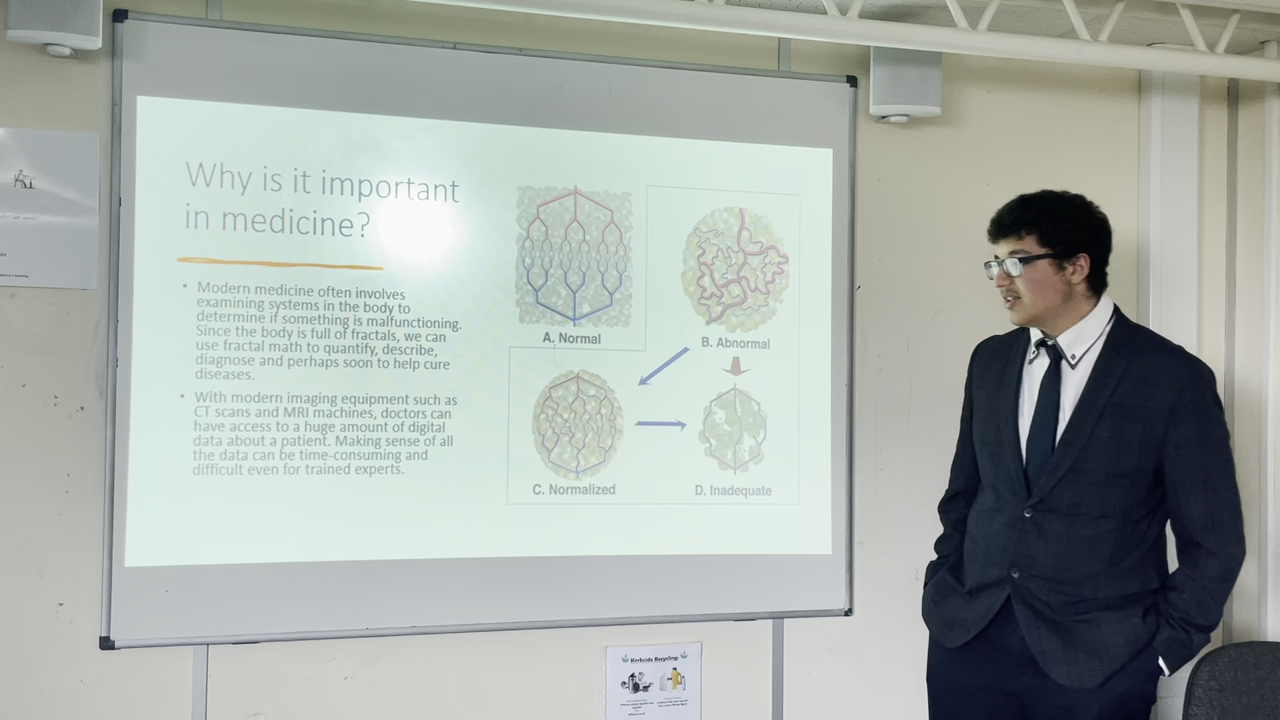 Why is it important
in medicine?
• Modern medicine often involves
examining systems in the body to
determine if something is malfunctioning.
Since the body is full of fractals, we can
use fractal math to quantify, describe,
diagnose and perhaps soon to help cure
diseases.
• With modern imaging equipment such as
CT scans and MRI machines, doctors can
have access to a huge amount of digital
data about a patient. Making sense of all
the data can be time-consuming and
difficult even for trained experts.
A. Normal
B. Abnormal
C. Normalized
D. Inadequate
Kerbside Recycling